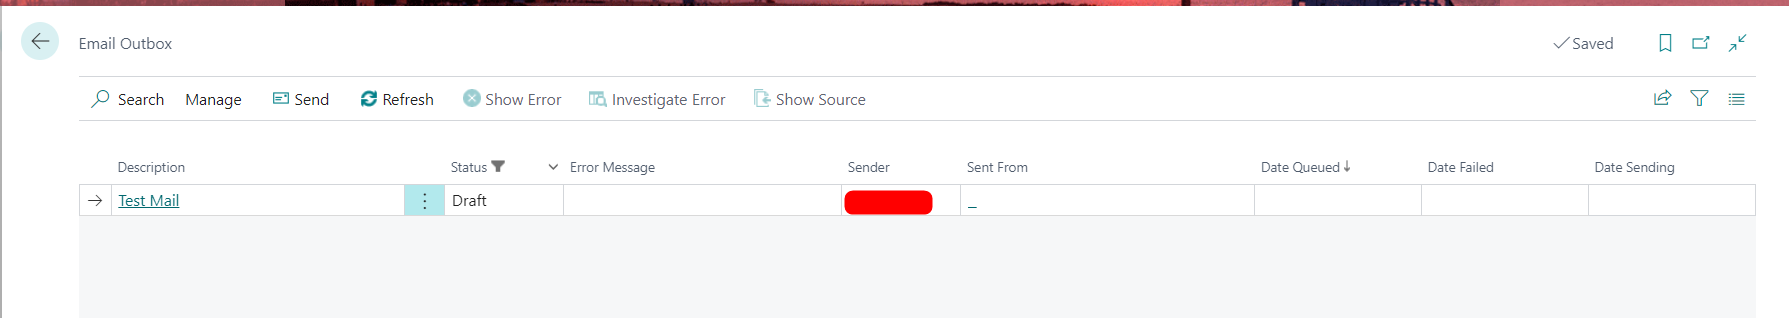 Email Outbox
Saved
Search Manage Send Refresh Show Error Investigate Error Show Source
Description Status Error Message Sender Sent From Date Queued↓ Date Failed Date Sending
Test Mail Draft _